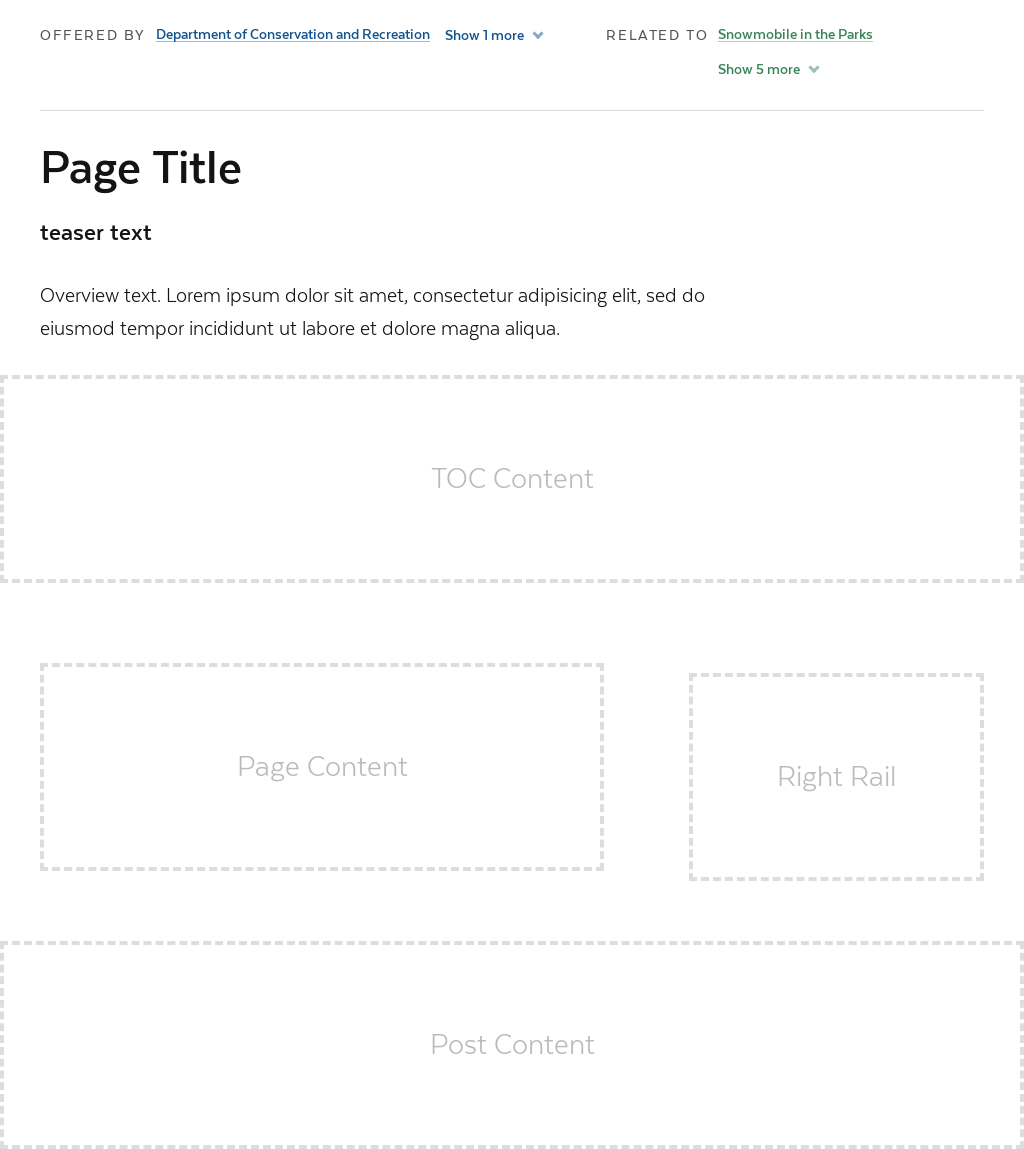 OFFERED BY Department of Conservation and Recreation Show 1 more
RELATED TO Snowmobile in the Parks
Show 5 more
Page Title
teaser text
Overview text. Lorem ipsum dolor sit amet, consectetur adipisicing elit, sed do
eiusmod tempor incididunt ut labore et dolore magna aliqua.
TOC Content
Page Content
Right Rail
Post Content